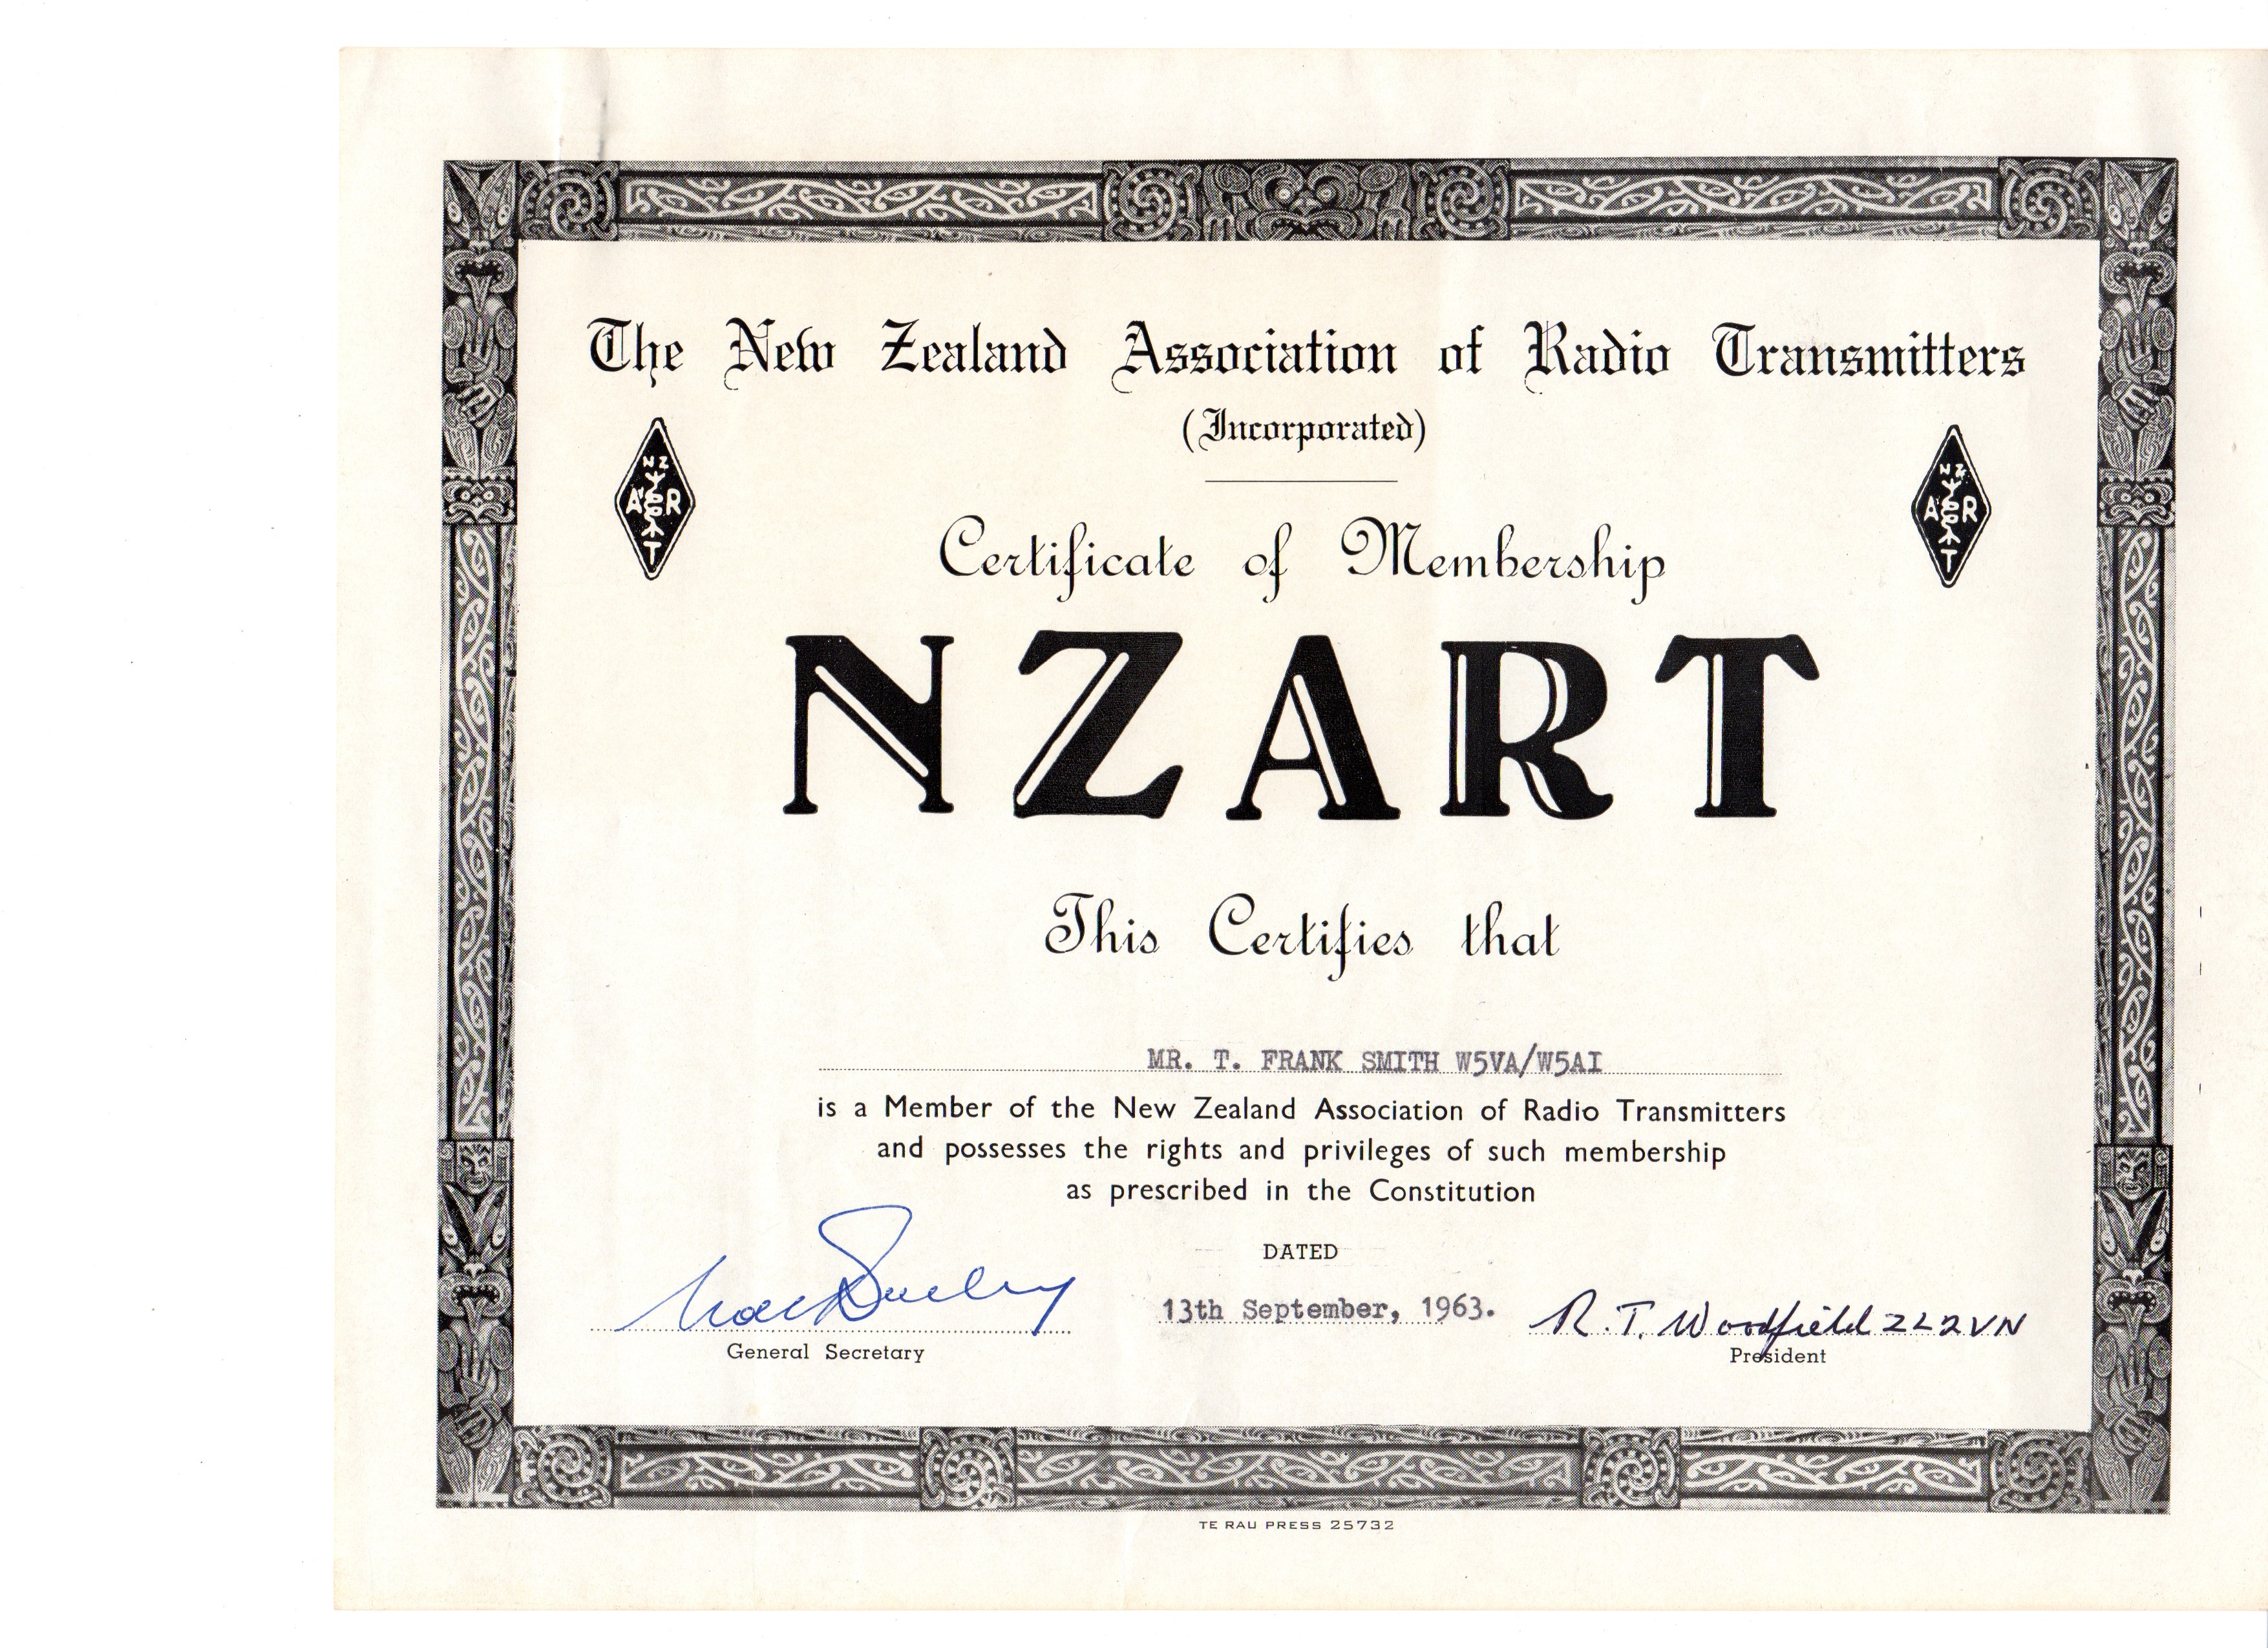 The New Zealand Association of Radio Transmitters
(Incorporated)
NZ
A R
T
NZ
A R
T
Certificate of Membership
NZART
This Certifies that
MR. T. FRANK SMITH W5VA/W5AI
is a Member of the New Zealand Association of Radio Transmitters
and possesses the rights and privileges of such membership
as prescribed in the Constitution
DATED
13th September, 1963.
R. T. Woodfield ZL2VN
General Secretary
President
TE RAU PRESS 25732